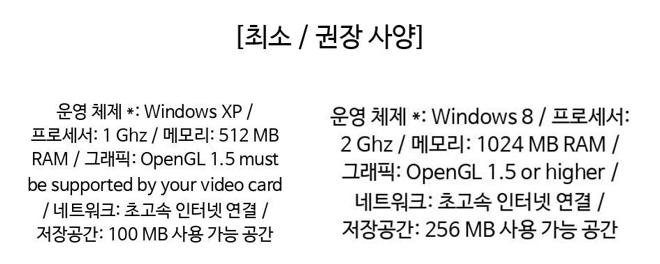 [최소 / 권장 사양]
운영 체제 *: Windows XP /
프로세서: 1 Ghz / 메모리: 512 MB
RAM / 그래픽: OpenGL 1.5 must
be supported by your video card
/ 네트워크: 초고속 인터넷 연결 /
저장공간: 100 MB 사용 가능 공간
운영 체제 *: Windows 8 / 프로세서:
2 Ghz / 메모리: 1024 MB RAM /
그래픽: OpenGL 1.5 or higher /
네트워크: 초고속 인터넷 연결 /
저장공간: 256 MB 사용 가능 공간